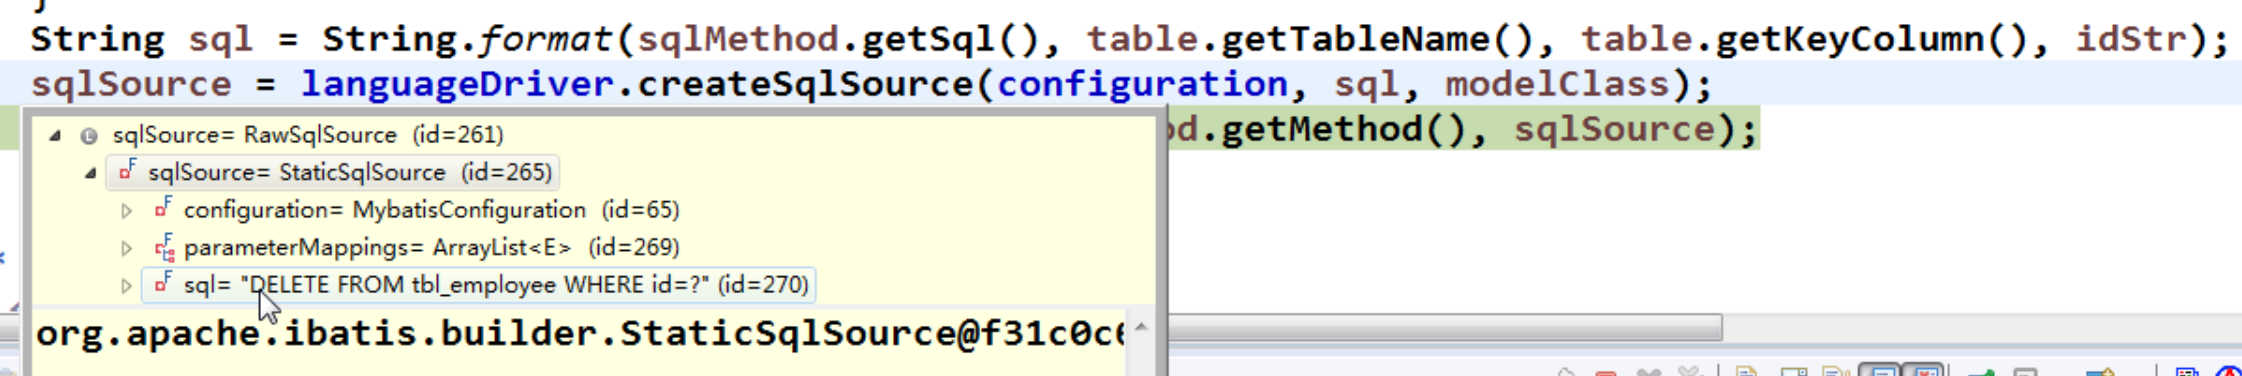 }
String sql = String.format(sqlMethod.getSql(), table.getTableName(), table.getKeyColumn(), idStr);
sqlSource = languageDriver.createSqlSource(configuration, sql, modelClass);
d.getMethod(), sqlSource);
sqlSource= RawSqlSource (id=261)
sqlSource= StaticSqlSource (id=265)
configuration= MybatisConfiguration (id=65)
parameterMappings= ArrayList<E> (id=269)
sql= "DELETE FROM tbl_employee WHERE id=?" (id=270)
org.apache.ibatis.builder.StaticSqlSource@f31c0c